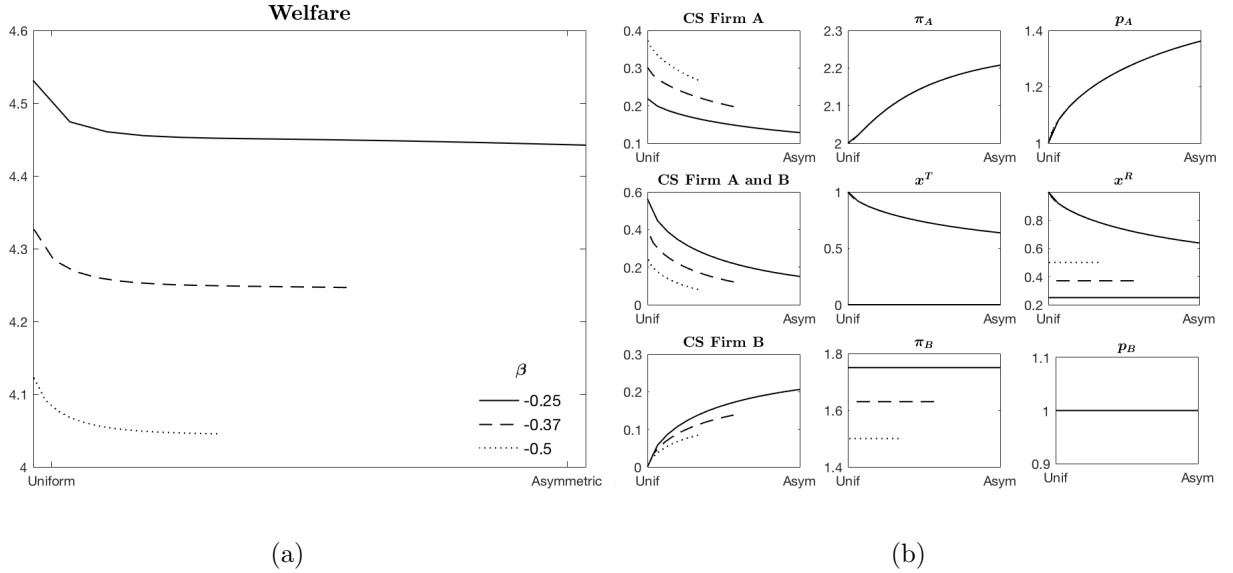 Welfare
4.6
4.5
4.4
4.3
4.2
4.1
4
Uniform
Asymmetric
β
-0.25
-0.37
-0.5
(a)
CS Firm A
0.4
0.3
0.2
0.1
Unif
Asym
π_A
2.3
2.2
2.1
2
Unif
Asym
p_A
1.4
1.2
1
Unif
Asym
CS Firm A and B
0.6
0.4
0.2
0
Unif
Asym
x^T
1
0.5
0
Unif
Asym
x^R
0.8
0.6
0.4
0.2
Unif
Asym
CS Firm B
0.3
0.2
0.1
0
Unif
Asym
π_B
1.8
1.6
1.4
Unif
Asym
p_B
1.1
1
0.9
Unif
Asym
(b)